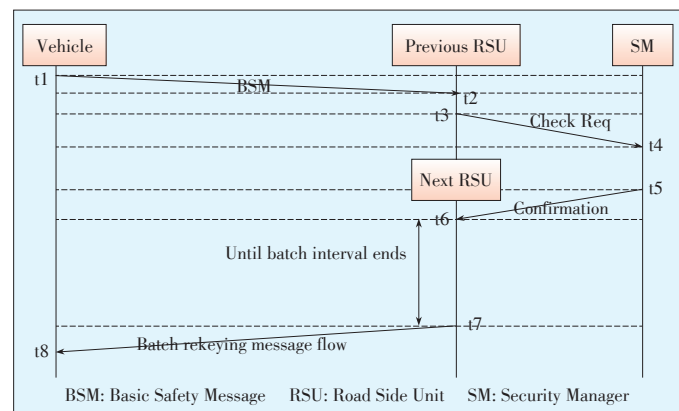 Vehicle
Previous RSU
SM
t1
BSM
t2
t3
Check Req
t4
Next RSU
t5
Confirmation
t6
Until batch interval ends
t7
Batch rekeying message flow
t8
BSM: Basic Safety Message RSU: Road Side Unit SM: Security Manager